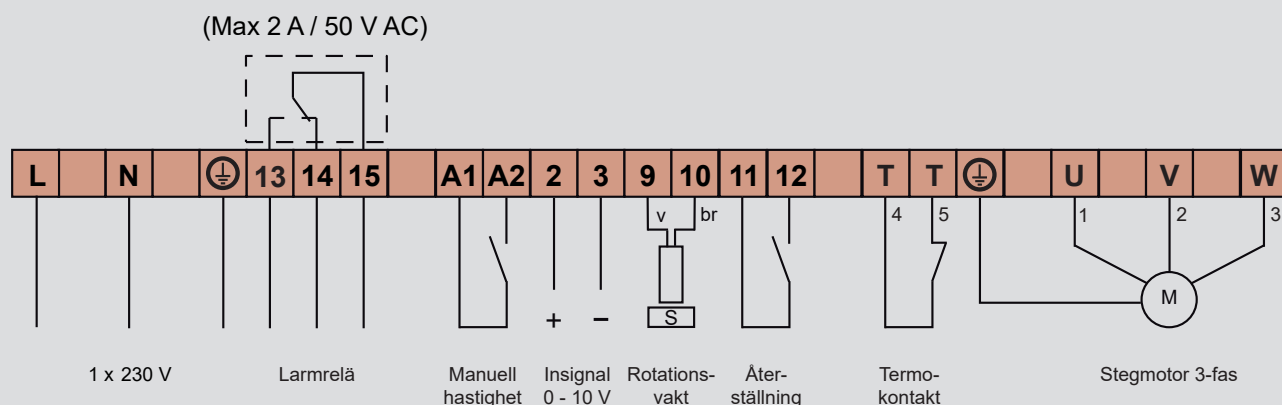 (Max 2 A / 50 V AC)
L N 13 14 15 A1 A2 2 3 9 10 11 12 T T U V W
v br 4 5 1 2 3
M
+ − S
1 x 230 V Larmrelä Manuell hastighet Insignal 0 - 10 V Rotations- vakt Åter- ställning Termo- kontakt Stegmotor 3-fas